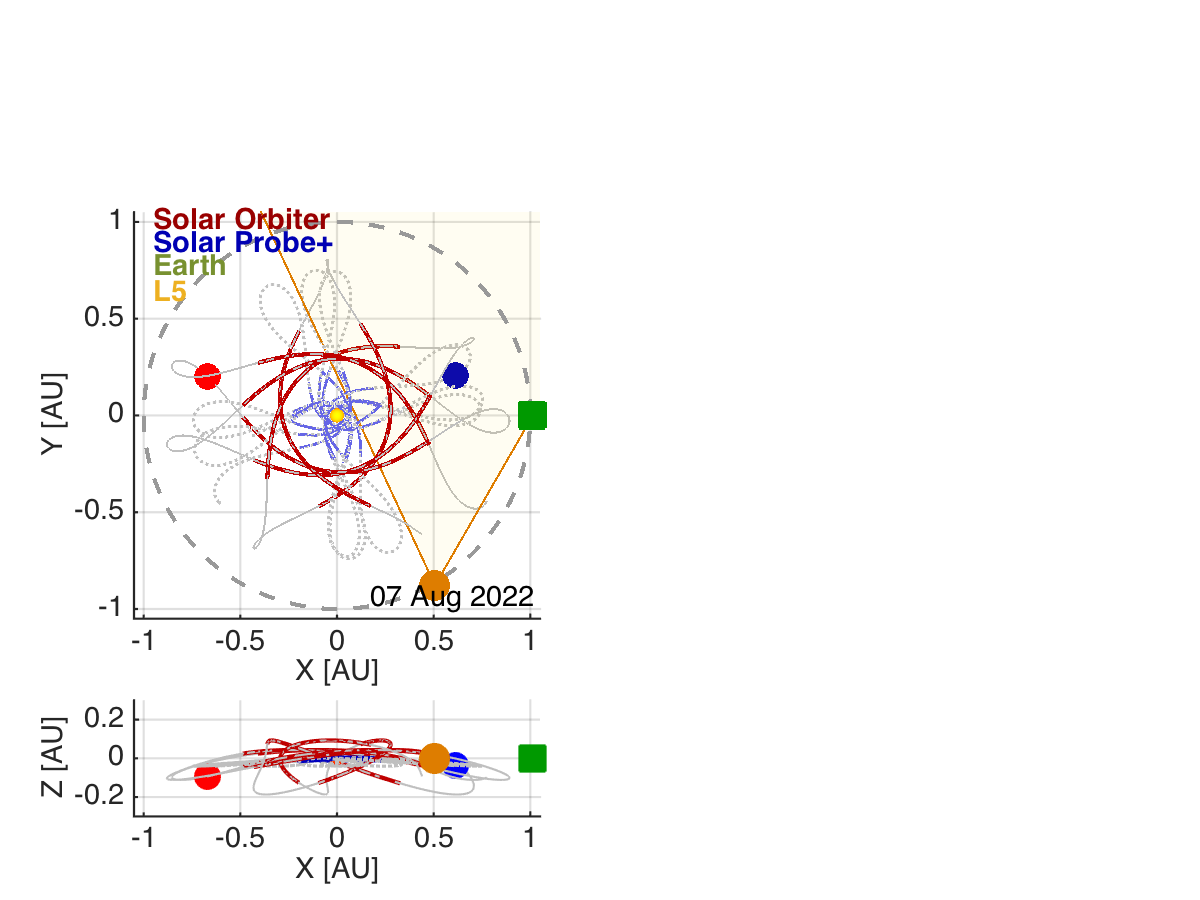 Solar Orbiter
Solar Probe+
Earth
L5
1
0.5
0
-0.5
-1
Y [AU]
07 Aug 2022
-1 -0.5 0 0.5 1
X [AU]
0.2
0
-0.2
Z [AU]
-1 -0.5 0 0.5 1
X [AU]